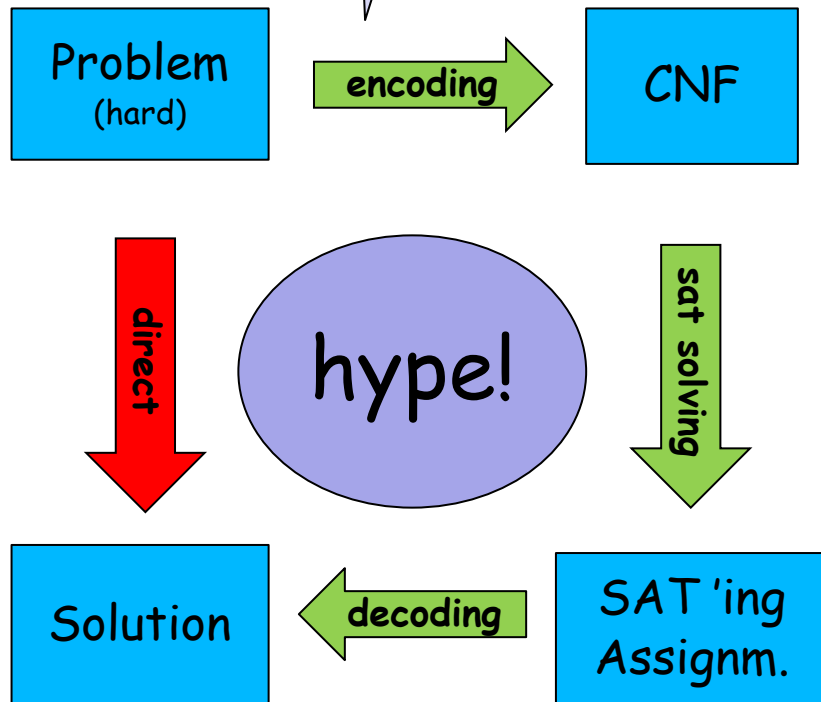 Problem
(hard)
encoding
CNF
direct
hype!
sat solving
Solution
decoding
SAT'ing
Assignm.